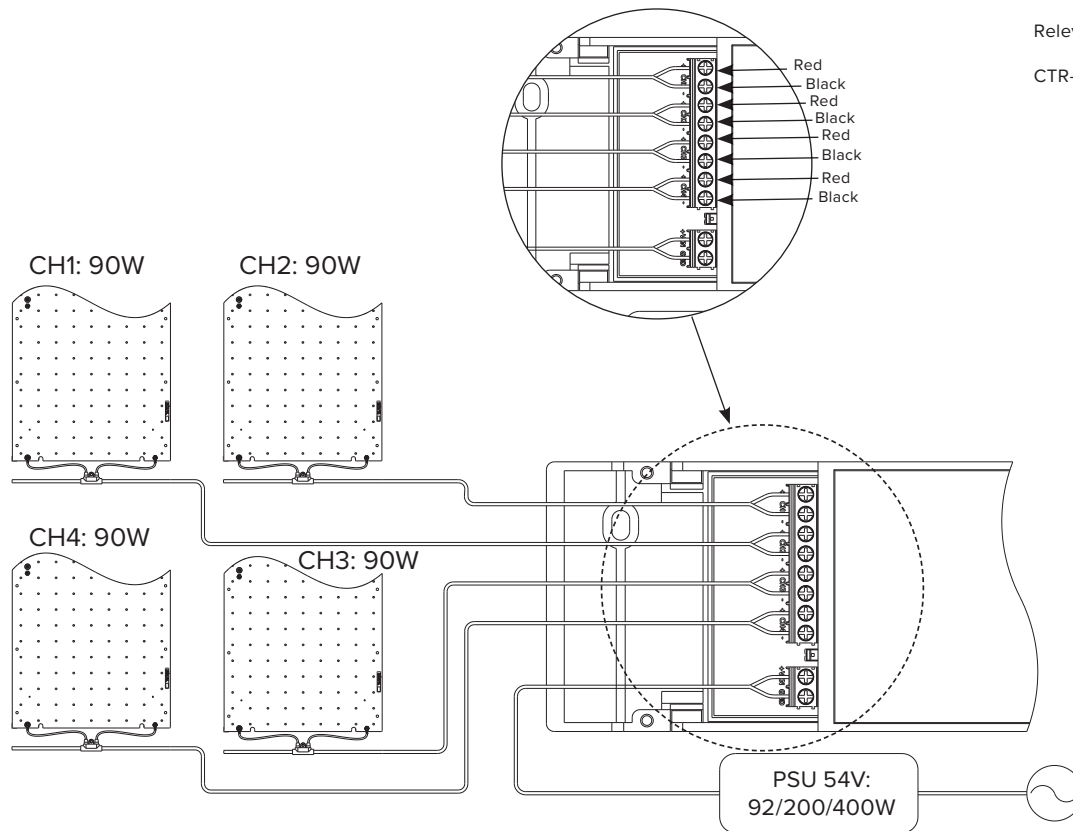 Relev
CTR-
Red
Black
Red
Black
Red
Black
Red
Black
CH1: 90W
CH2: 90W
CH4: 90W
CH3: 90W
PSU 54V:
92/200/400W